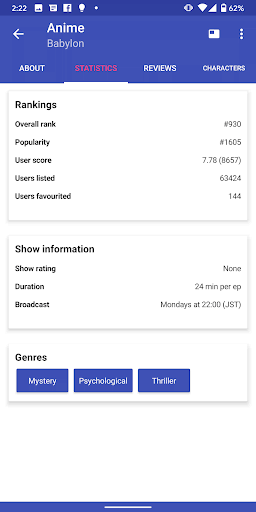 2:22
62%
Anime
Babylon
ABOUT STATISTICS REVIEWS CHARACTERS
Rankings
Overall rank #930
Popularity #1605
User score 7.78 (8657)
Users listed 63424
Users favourited 144
Show information
Show rating None
Duration 24 min per ep
Broadcast Mondays at 22:00 (JST)
Genres
Mystery Psychological Thriller